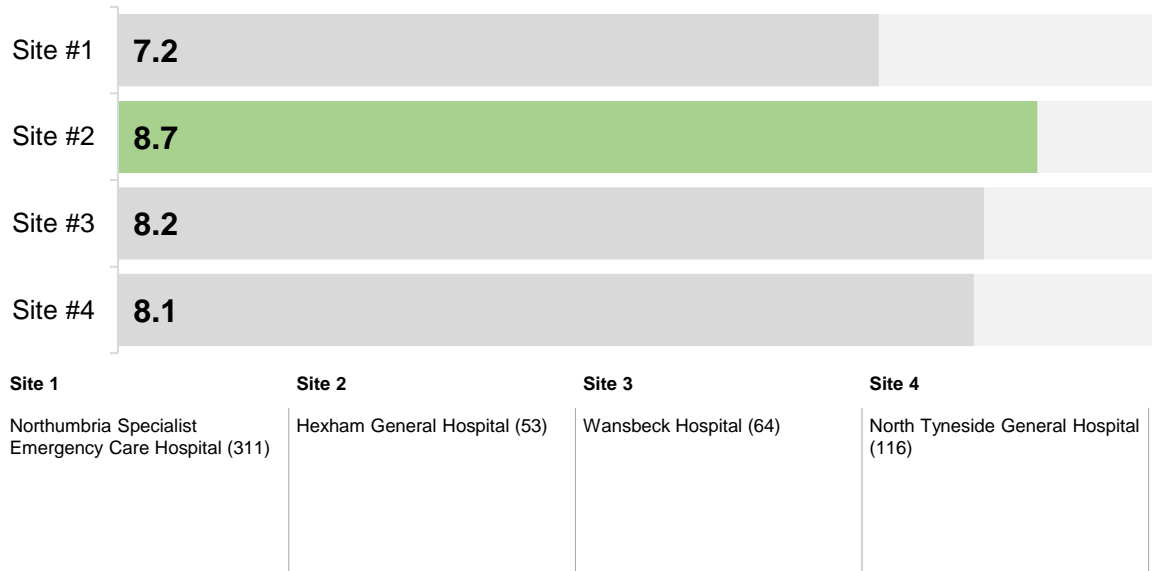 Site #1
7.2
Site #2
8.7
Site #3
8.2
Site #4
8.1
Site 1
Northumbria Specialist
Emergency Care Hospital (311)
Site 2
Hexham General Hospital (53)
Site 3
Wansbeck Hospital (64)
Site 4
North Tyneside General Hospital
(116)